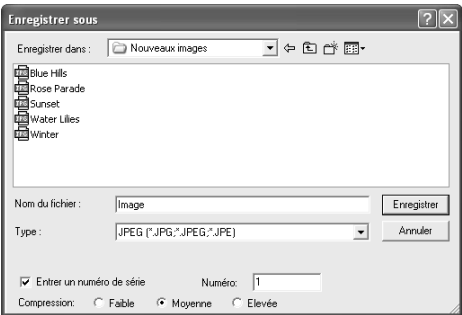 Enregistrer sous
Enregistrer dans :
Nouveaux images
Blue Hills
Rose Parade
Sunset
Water Lilies
Winter
Nom du fichier :
Image
Enregistrer
Type :
JPEG (*.JPG;*.JPEG;*.JPE)
Annuler
Entrer un numéro de série
Numéro:
1
Compression:
Faible
Moyenne
Elevée